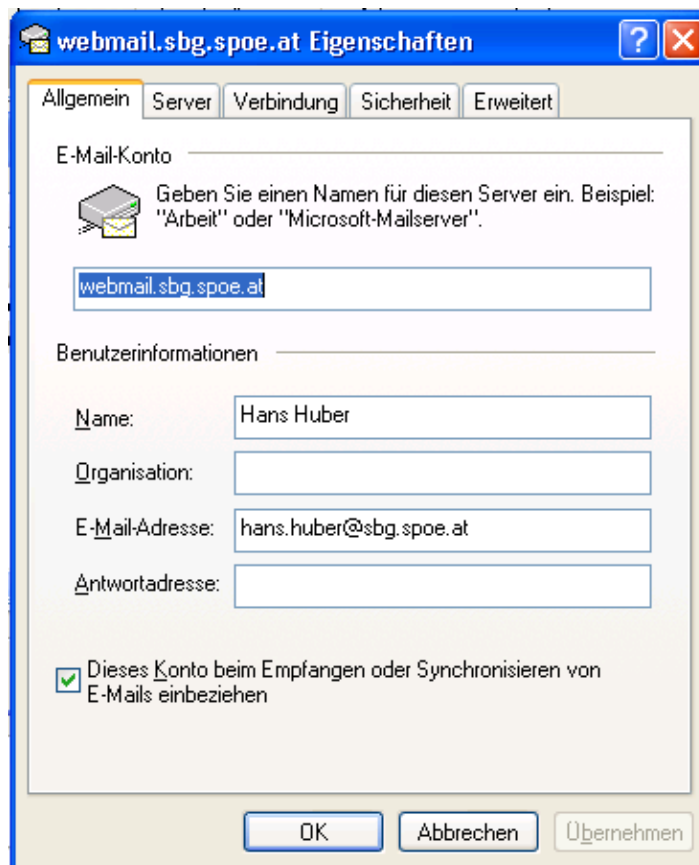 webmail.sbg.spoe.at Eigenschaften
Allgemein Server Verbindung Sicherheit Erweitert
E-Mail-Konto
Geben Sie einen Namen für diesen Server ein. Beispiel:
"Arbeit" oder "Microsoft-Mailserver".
webmail.sbg.spoe.at
Benutzerinformationen
Name: Hans Huber
Organisation:
E-Mail-Adresse: hans.huber@sbg.spoe.at
Antwortadresse:
Dieses Konto beim Empfangen oder Synchronisieren von
E-Mails einbeziehen
OK Abbrechen Übernehmen